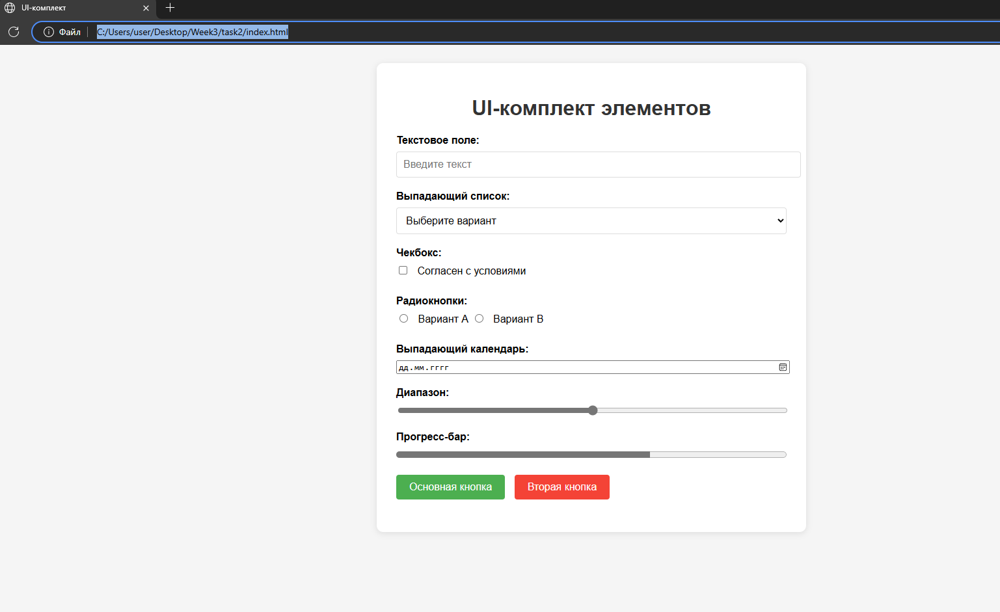 UI-комплект
Файл C:/Users/user/Desktop/Week3/task2/index.html
UI-комплект элементов
Текстовое поле:
Введите текст
Выпадающий список:
Выберите вариант
Чекбокс:
Согласен с условиями
Радиокнопки:
Вариант A Вариант B
Выпадающий календарь:
дд.мм.гггг
Диапазон:
Прогресс-бар:
Основная кнопка Вторая кнопка